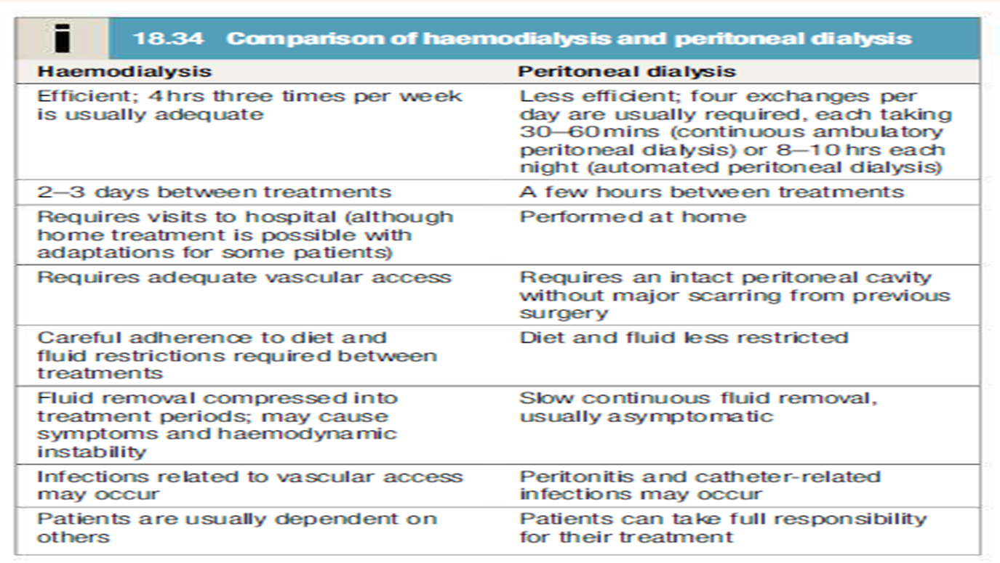 i
18.34 Comparison of haemodialysis and peritoneal dialysis
Haemodialysis
Peritoneal dialysis
Efficient; 4 hrs three times per week
is usually adequate
Less efficient; four exchanges per
day are usually required, each taking
30–60 mins (continuous ambulatory
peritoneal dialysis) or 8–10 hrs each
night (automated peritoneal dialysis)
2–3 days between treatments
A few hours between treatments
Requires visits to hospital (although
home treatment is possible with
adaptations for some patients)
Performed at home
Requires adequate vascular access
Requires an intact peritoneal cavity
without major scarring from previous
surgery
Careful adherence to diet and
fluid restrictions required between
treatments
Diet and fluid less restricted
Fluid removal compressed into
treatment periods; may cause
symptoms and haemodynamic
instability
Slow continuous fluid removal,
usually asymptomatic
Infections related to vascular access
may occur
Peritonitis and catheter-related
infections may occur
Patients are usually dependent on
others
Patients can take full responsibility
for their treatment